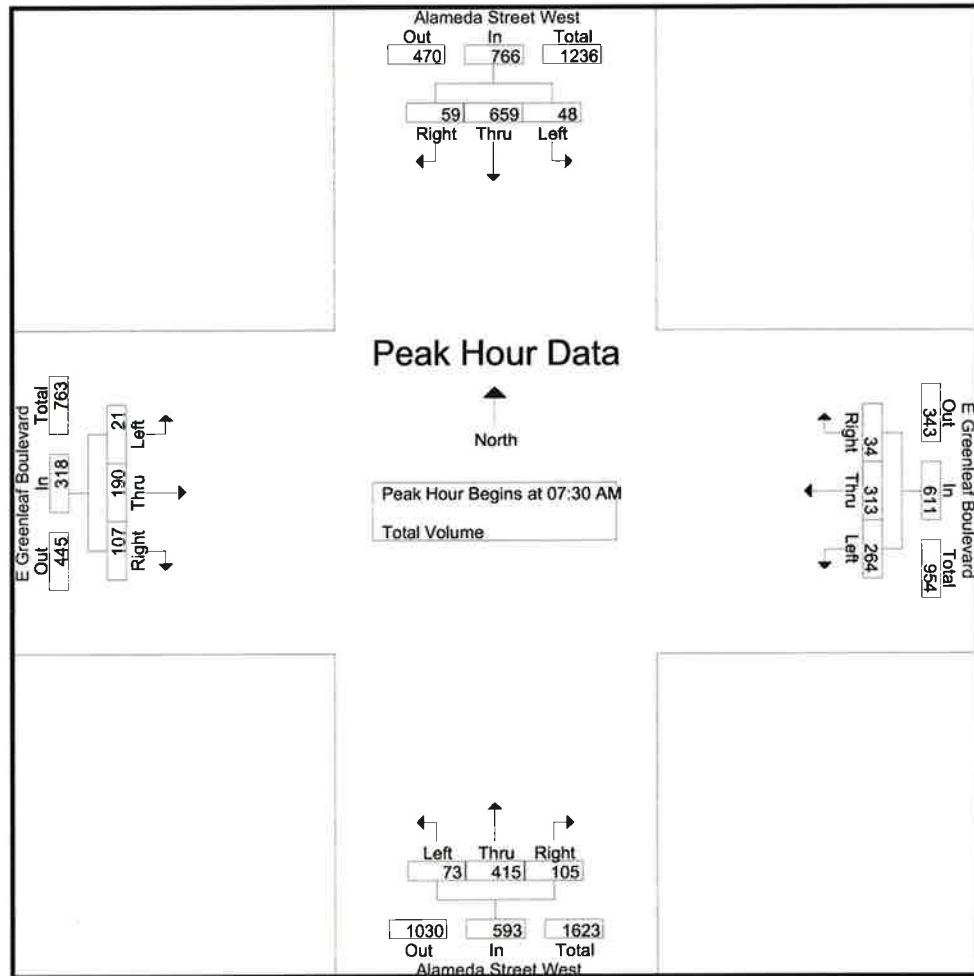 Alameda Street West
Out In Total
470 766 1236
59 659 48
Right Thru Left
Peak Hour Data
North
Peak Hour Begins at 07:30 AM
Total Volume
E Greenleaf Boulevard
Out In Total
445 318 763
Left Thru Right
21 190 107
E Greenleaf Boulevard
Out In Total
343 611 954
34 313 264
Right Thru Left
Left Thru Right
73 415 105
1030 593 1623
Out In Total
Alameda Street West